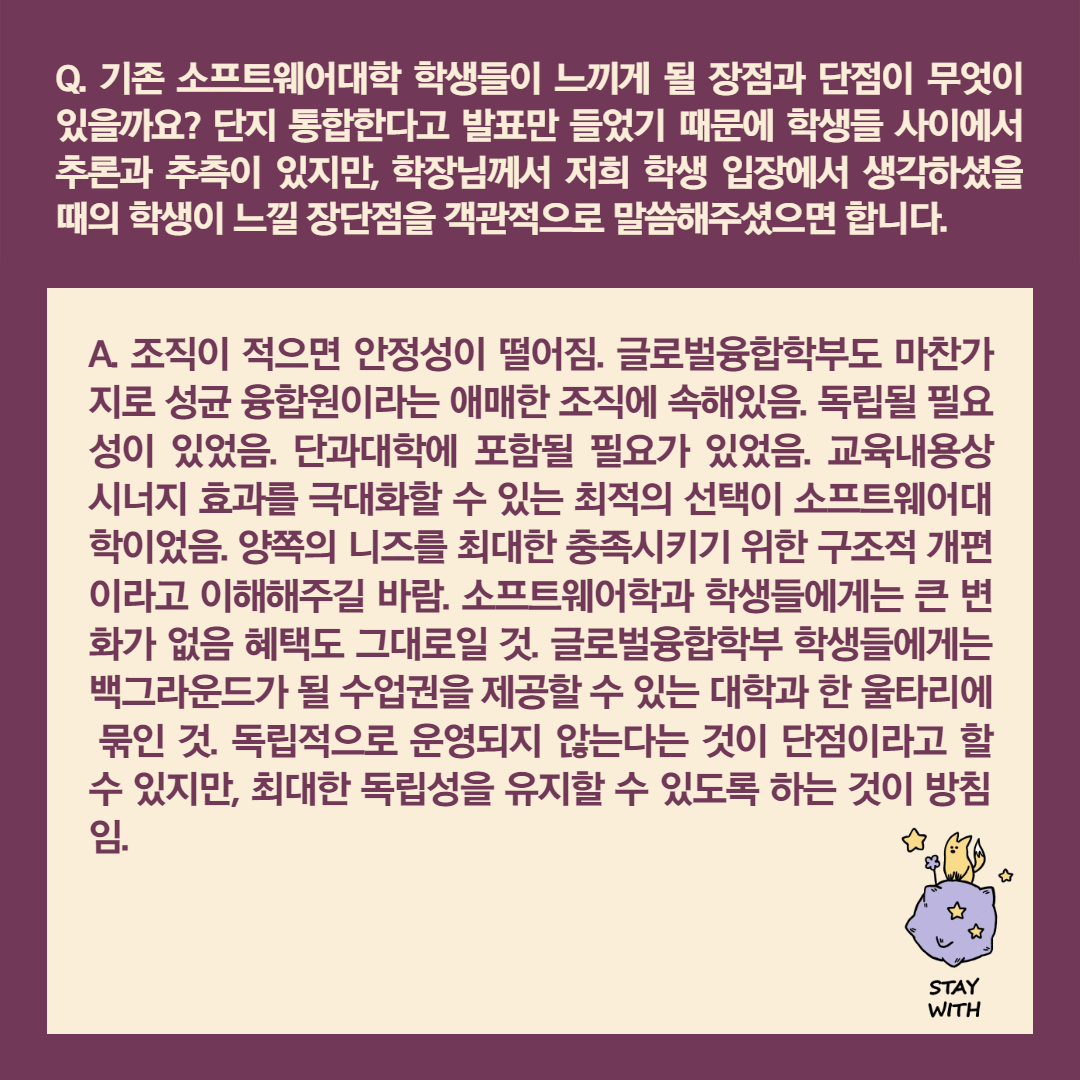 Q. 기존 소프트웨어대학 학생들이 느끼게 될 장점과 단점이 무엇이
있을까요? 단지 통합한다고 발표만 들었기 때문에 학생들 사이에서
추론과 추측이 있지만, 학장님께서 저희 학생 입장에서 생각하셨을
때의 학생이 느낄 장단점을 객관적으로 말씀해주셨으면 합니다.
A. 조직이 적으면 안정성이 떨어짐. 글로벌융합학부도 마찬가
지로 성균 융합원이라는 애매한 조직에 속해있음. 독립될 필요
성이 있었음. 단과대학에 포함될 필요가 있었음. 교육내용상
시너지 효과를 극대화할 수 있는 최적의 선택이 소프트웨어대
학이었음. 양쪽의 니즈를 최대한 충족시키기 위한 구조적 개편
이라고 이해해주길 바람. 소프트웨어학과 학생들에게는 큰 변
화가 없음 혜택도 그대로일 것. 글로벌융합학부 학생들에게는
백그라운드가 될 수업권을 제공할 수 있는 대학과 한 울타리에
묶인 것. 독립적으로 운영되지 않는다는 것이 단점이라고 할
수 있지만, 최대한 독립성을 유지할 수 있도록 하는 것이 방침
임.
STAY
WITH